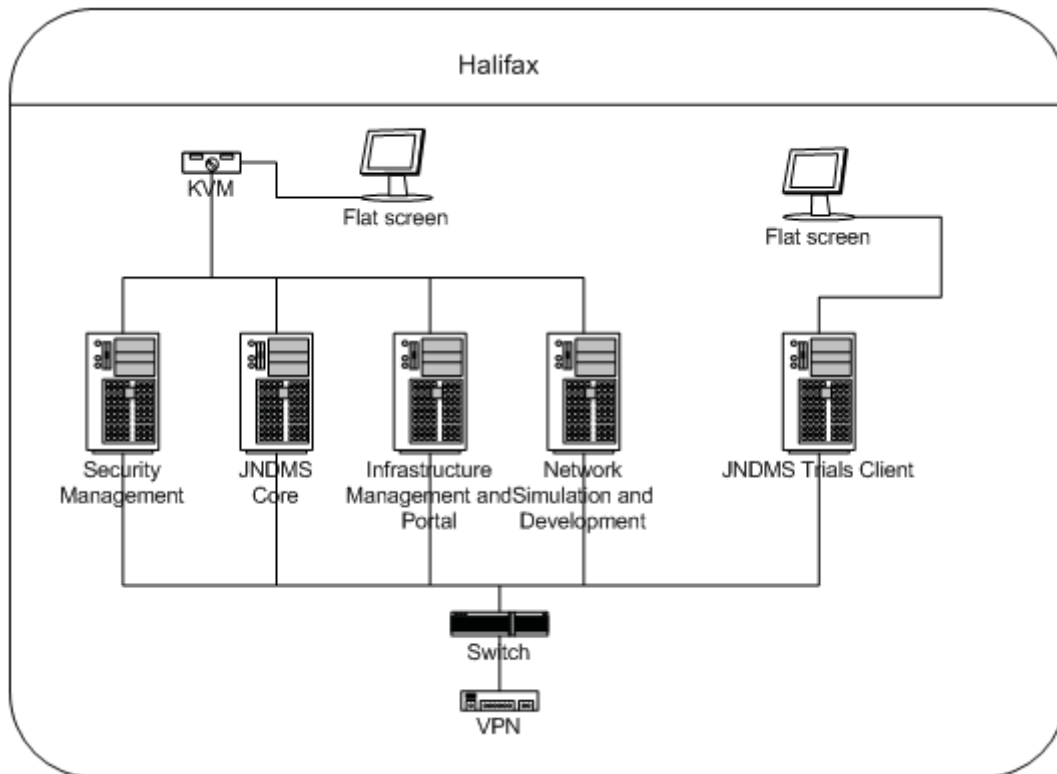 Halifax
KVM
Flat screen
Flat screen
Security
Management
JNDMS
Core
Infrastructure
Management and
Portal
Network
Simulation and
Development
JNDMS Trials Client
Switch
VPN